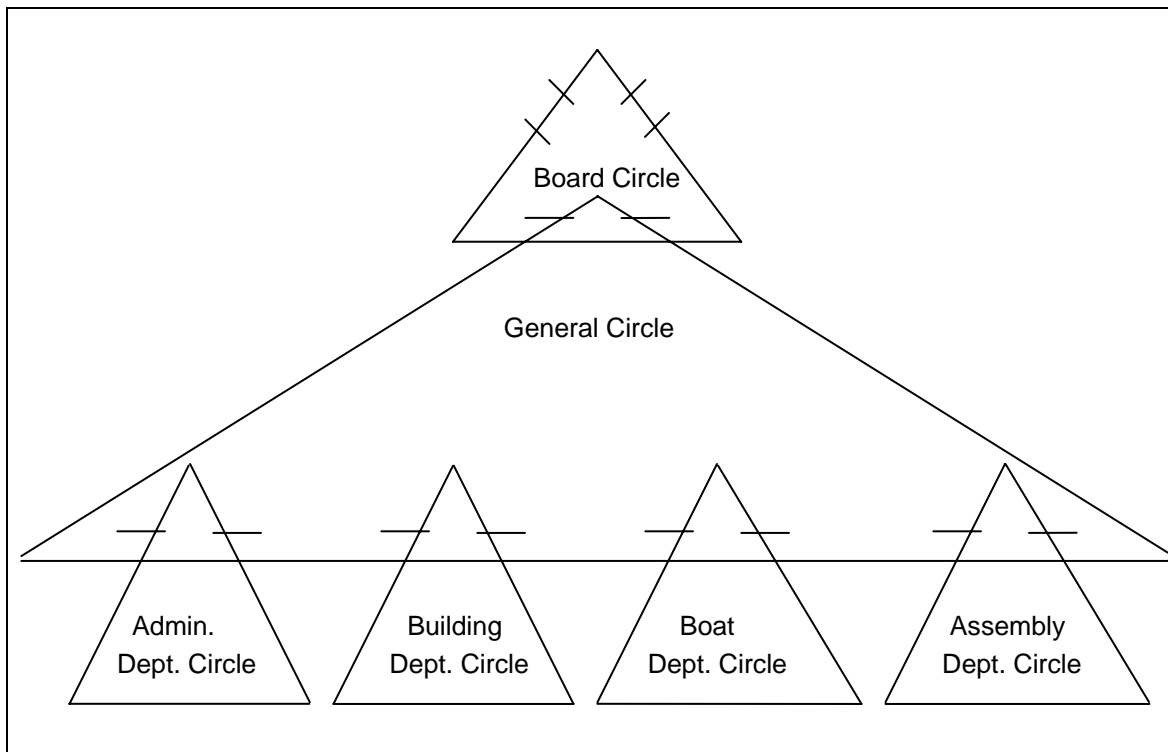 Board Circle
General Circle
Admin.
Dept. Circle
Building
Dept. Circle
Boat
Dept. Circle
Assembly
Dept. Circle